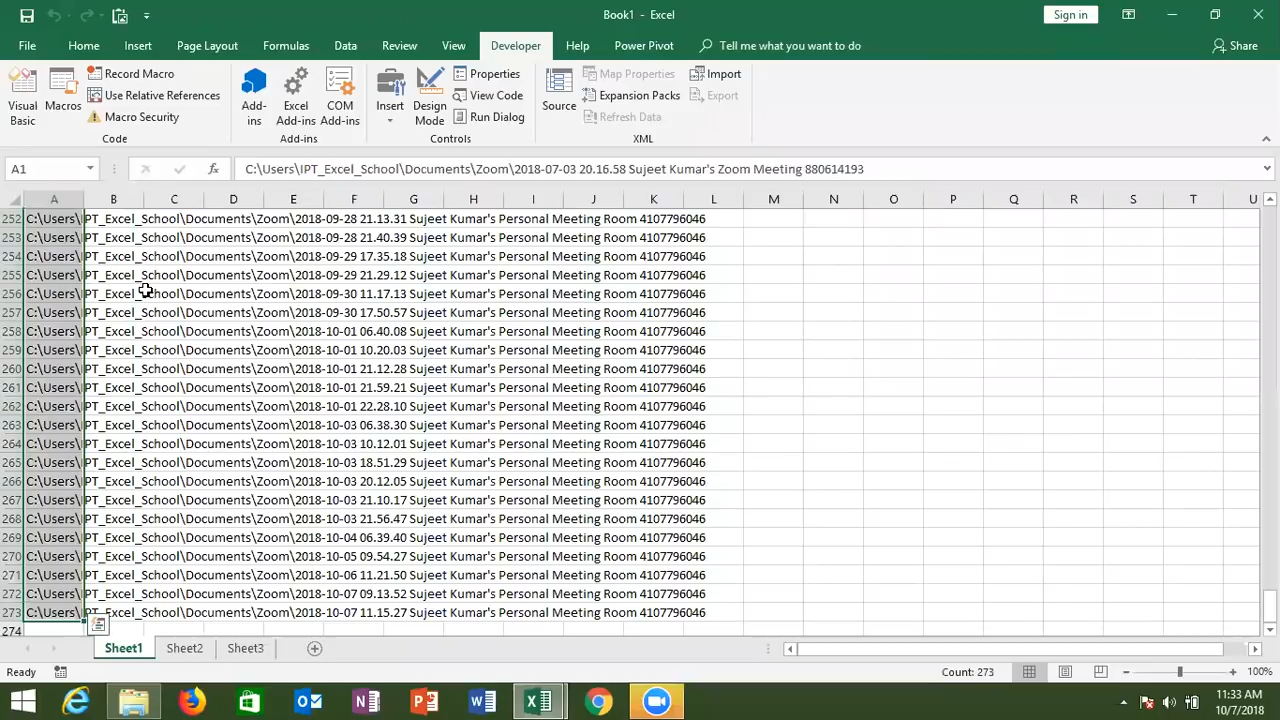 Book1 - Excel
Sign in
File Home Insert Page Layout Formulas Data Review View Developer Help Power Pivot Tell me what you want to do Share
Visual Basic
Macros
Record Macro
Use Relative References
Macro Security
Code
Add-ins
Excel Add-ins
COM Add-ins
Add-ins
Insert
Design Mode
Properties
View Code
Run Dialog
Controls
Source
Map Properties
Expansion Packs
Refresh Data
Import
Export
XML
A1
fx
C:\Users\IPT_Excel_School\Documents\Zoom\2018-07-03 20.16.58 Sujeet Kumar's Zoom Meeting 880614193
A B C D E F G H I J K L M N O P Q R S T U
252 C:\Users\IPT_Excel_School\Documents\Zoom\2018-09-28 21.13.31 Sujeet Kumar's Personal Meeting Room 4107796046
253 C:\Users\IPT_Excel_School\Documents\Zoom\2018-09-28 21.40.39 Sujeet Kumar's Personal Meeting Room 4107796046
254 C:\Users\IPT_Excel_School\Documents\Zoom\2018-09-29 17.35.18 Sujeet Kumar's Personal Meeting Room 4107796046
255 C:\Users\IPT_Excel_School\Documents\Zoom\2018-09-29 21.29.12 Sujeet Kumar's Personal Meeting Room 4107796046
256 C:\Users\IPT_Excel_School\Documents\Zoom\2018-09-30 11.17.13 Sujeet Kumar's Personal Meeting Room 4107796046
257 C:\Users\IPT_Excel_School\Documents\Zoom\2018-09-30 17.50.57 Sujeet Kumar's Personal Meeting Room 4107796046
258 C:\Users\IPT_Excel_School\Documents\Zoom\2018-10-01 06.40.08 Sujeet Kumar's Personal Meeting Room 4107796046
259 C:\Users\IPT_Excel_School\Documents\Zoom\2018-10-01 10.20.03 Sujeet Kumar's Personal Meeting Room 4107796046
260 C:\Users\IPT_Excel_School\Documents\Zoom\2018-10-01 21.12.28 Sujeet Kumar's Personal Meeting Room 4107796046
261 C:\Users\IPT_Excel_School\Documents\Zoom\2018-10-01 21.59.21 Sujeet Kumar's Personal Meeting Room 4107796046
262 C:\Users\IPT_Excel_School\Documents\Zoom\2018-10-01 22.28.10 Sujeet Kumar's Personal Meeting Room 4107796046
263 C:\Users\IPT_Excel_School\Documents\Zoom\2018-10-03 06.38.30 Sujeet Kumar's Personal Meeting Room 4107796046
264 C:\Users\IPT_Excel_School\Documents\Zoom\2018-10-03 10.12.01 Sujeet Kumar's Personal Meeting Room 4107796046
265 C:\Users\IPT_Excel_School\Documents\Zoom\2018-10-03 18.51.29 Sujeet Kumar's Personal Meeting Room 4107796046
266 C:\Users\IPT_Excel_School\Documents\Zoom\2018-10-03 20.12.05 Sujeet Kumar's Personal Meeting Room 4107796046
267 C:\Users\IPT_Excel_School\Documents\Zoom\2018-10-03 21.10.17 Sujeet Kumar's Personal Meeting Room 4107796046
268 C:\Users\IPT_Excel_School\Documents\Zoom\2018-10-03 21.56.47 Sujeet Kumar's Personal Meeting Room 4107796046
269 C:\Users\IPT_Excel_School\Documents\Zoom\2018-10-04 06.39.40 Sujeet Kumar's Personal Meeting Room 4107796046
270 C:\Users\IPT_Excel_School\Documents\Zoom\2018-10-05 09.54.27 Sujeet Kumar's Personal Meeting Room 4107796046
271 C:\Users\IPT_Excel_School\Documents\Zoom\2018-10-06 11.21.50 Sujeet Kumar's Personal Meeting Room 4107796046
272 C:\Users\IPT_Excel_School\Documents\Zoom\2018-10-07 09.13.52 Sujeet Kumar's Personal Meeting Room 4107796046
273 C:\Users\IPT_Excel_School\Documents\Zoom\2018-10-07 11.15.27 Sujeet Kumar's Personal Meeting Room 4107796046
274
Sheet1 Sheet2 Sheet3
Ready
Count: 273
100%
11:33 AM
10/7/2018